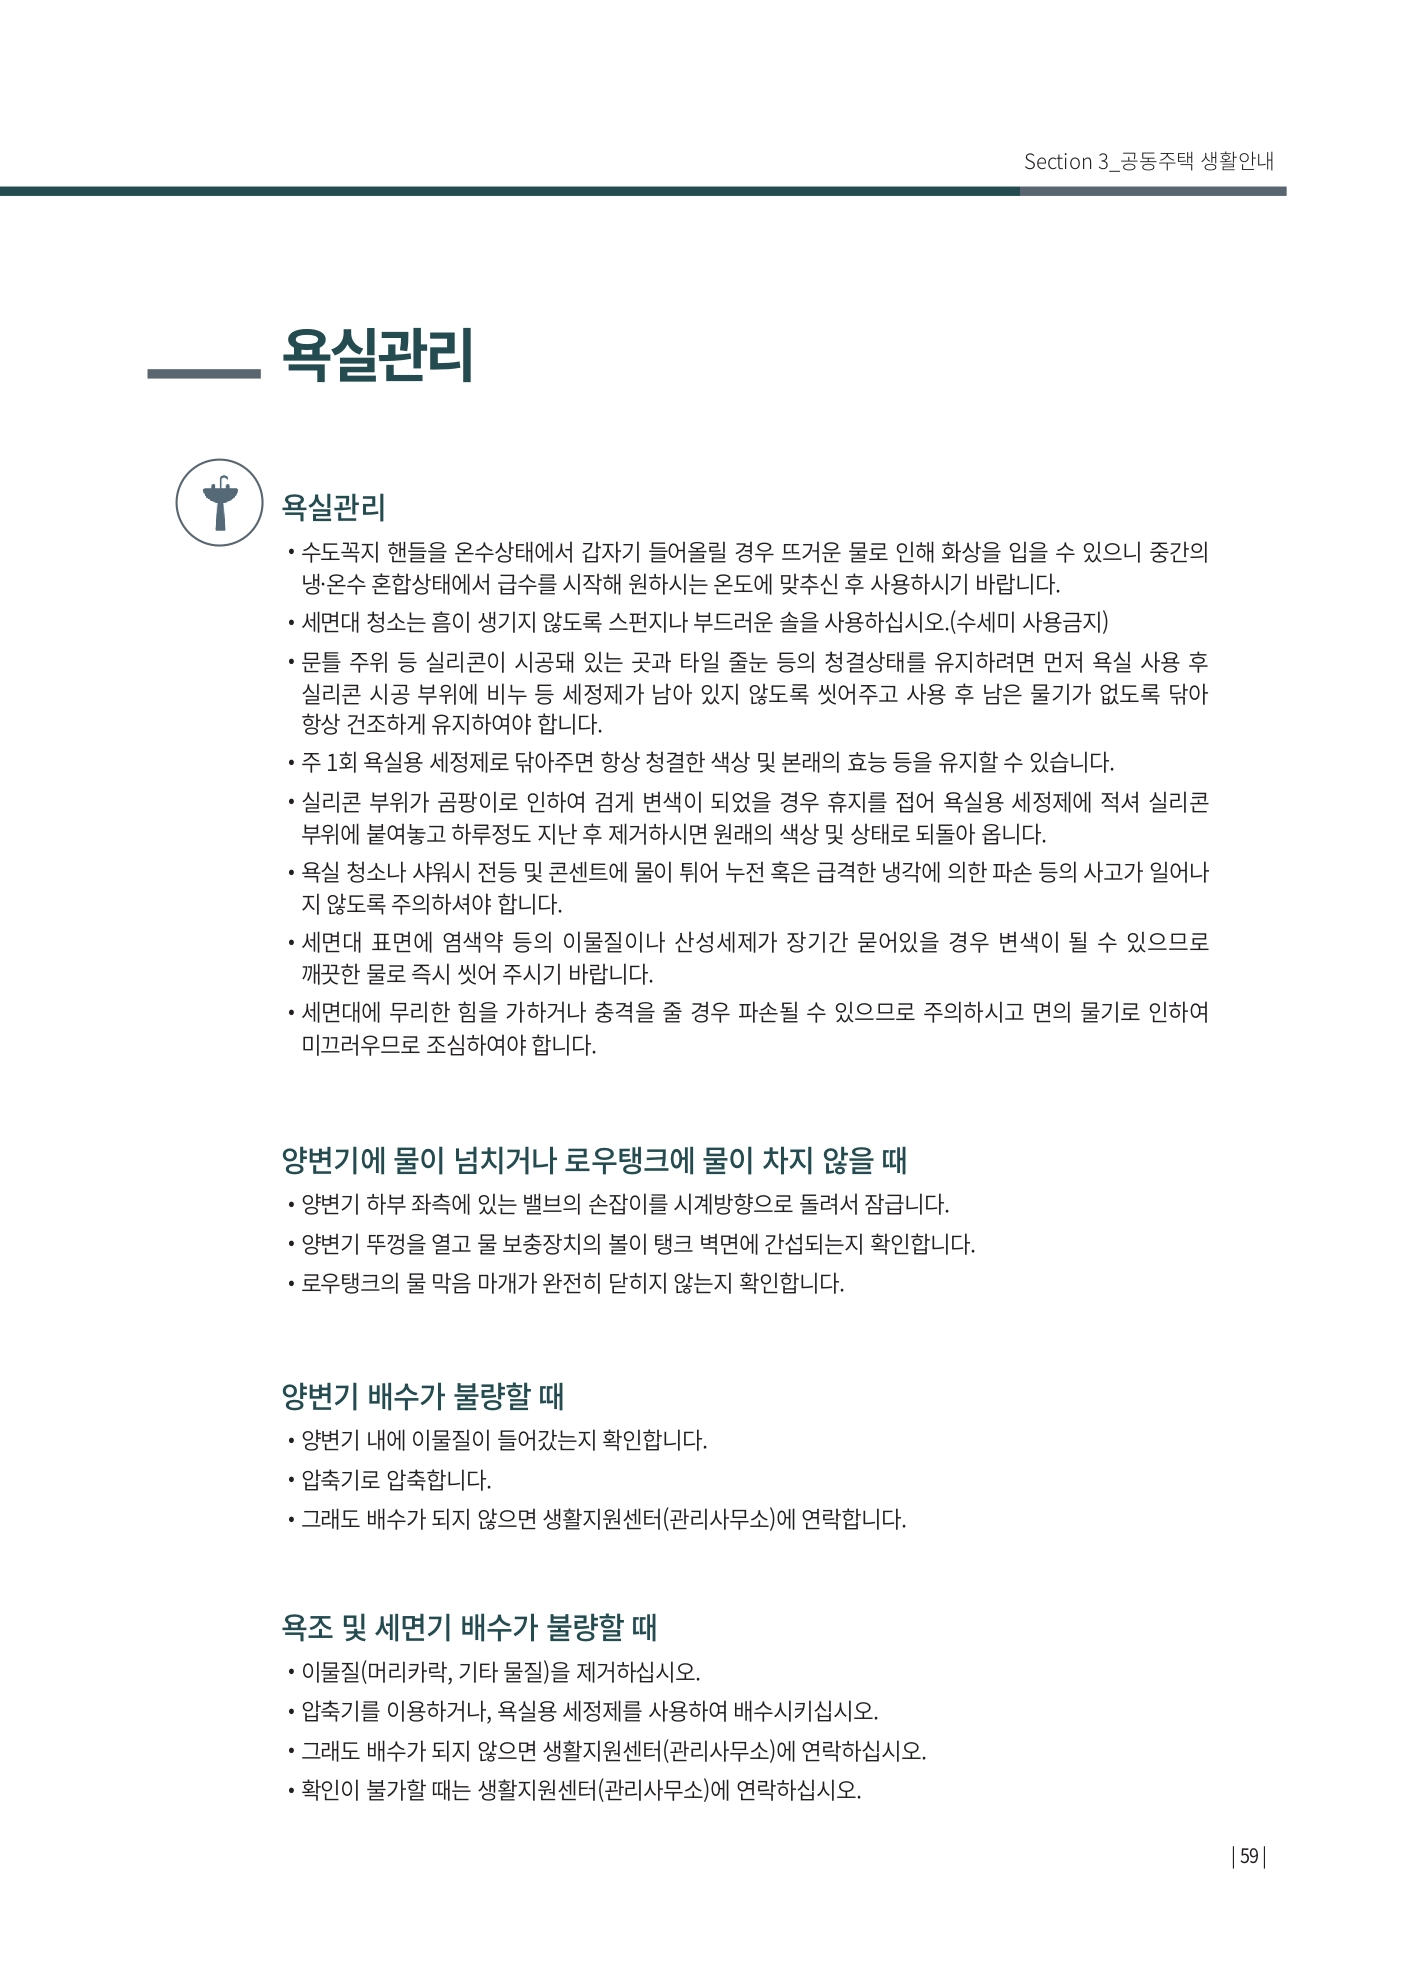 Section 3_공동주택 생활안내
욕실관리
욕실관리
• 수도꼭지 핸들을 온수상태에서 갑자기 들어올릴 경우 뜨거운 물로 인해 화상을 입을 수 있으니 중간의
냉·온수 혼합상태에서 급수를 시작해 원하시는 온도에 맞추신 후 사용하시기 바랍니다.
• 세면대 청소는 흠이 생기지 않도록 스펀지나 부드러운 솔을 사용하십시오.(수세미 사용금지)
• 문틀 주위 등 실리콘이 시공돼 있는 곳과 타일 줄눈 등의 청결상태를 유지하려면 먼저 욕실 사용 후
실리콘 시공 부위에 비누 등 세정제가 남아 있지 않도록 씻어주고 사용 후 남은 물기가 없도록 닦아
항상 건조하게 유지하여야 합니다.
• 주 1회 욕실용 세정제로 닦아주면 항상 청결한 색상 및 본래의 효능 등을 유지할 수 있습니다.
• 실리콘 부위가 곰팡이로 인하여 검게 변색이 되었을 경우 휴지를 접어 욕실용 세정제에 적셔 실리콘
부위에 붙여놓고 하루정도 지난 후 제거하시면 원래의 색상 및 상태로 되돌아 옵니다.
• 욕실 청소나 샤워시 전등 및 콘센트에 물이 튀어 누전 혹은 급격한 냉각에 의한 파손 등의 사고가 일어나
지 않도록 주의하셔야 합니다.
• 세면대 표면에 염색약 등의 이물질이나 산성세제가 장기간 묻어있을 경우 변색이 될 수 있으므로
깨끗한 물로 즉시 씻어 주시기 바랍니다.
• 세면대에 무리한 힘을 가하거나 충격을 줄 경우 파손될 수 있으므로 주의하시고 면의 물기로 인하여
미끄러우므로 조심하여야 합니다.
양변기에 물이 넘치거나 로우탱크에 물이 차지 않을 때
• 양변기 하부 좌측에 있는 밸브의 손잡이를 시계방향으로 돌려서 잠급니다.
• 양변기 뚜껑을 열고 물 보충장치의 볼이 탱크 벽면에 간섭되는지 확인합니다.
• 로우탱크의 물 막음 마개가 완전히 닫히지 않는지 확인합니다.
양변기 배수가 불량할 때
• 양변기 내에 이물질이 들어갔는지 확인합니다.
• 압축기로 압축합니다.
• 그래도 배수가 되지 않으면 생활지원센터(관리사무소)에 연락합니다.
욕조 및 세면기 배수가 불량할 때
• 이물질(머리카락, 기타 물질)을 제거하십시오.
• 압축기를 이용하거나, 욕실용 세정제를 사용하여 배수시키십시오.
• 그래도 배수가 되지 않으면 생활지원센터(관리사무소)에 연락하십시오.
• 확인이 불가할 때는 생활지원센터(관리사무소)에 연락하십시오.
| 59 |